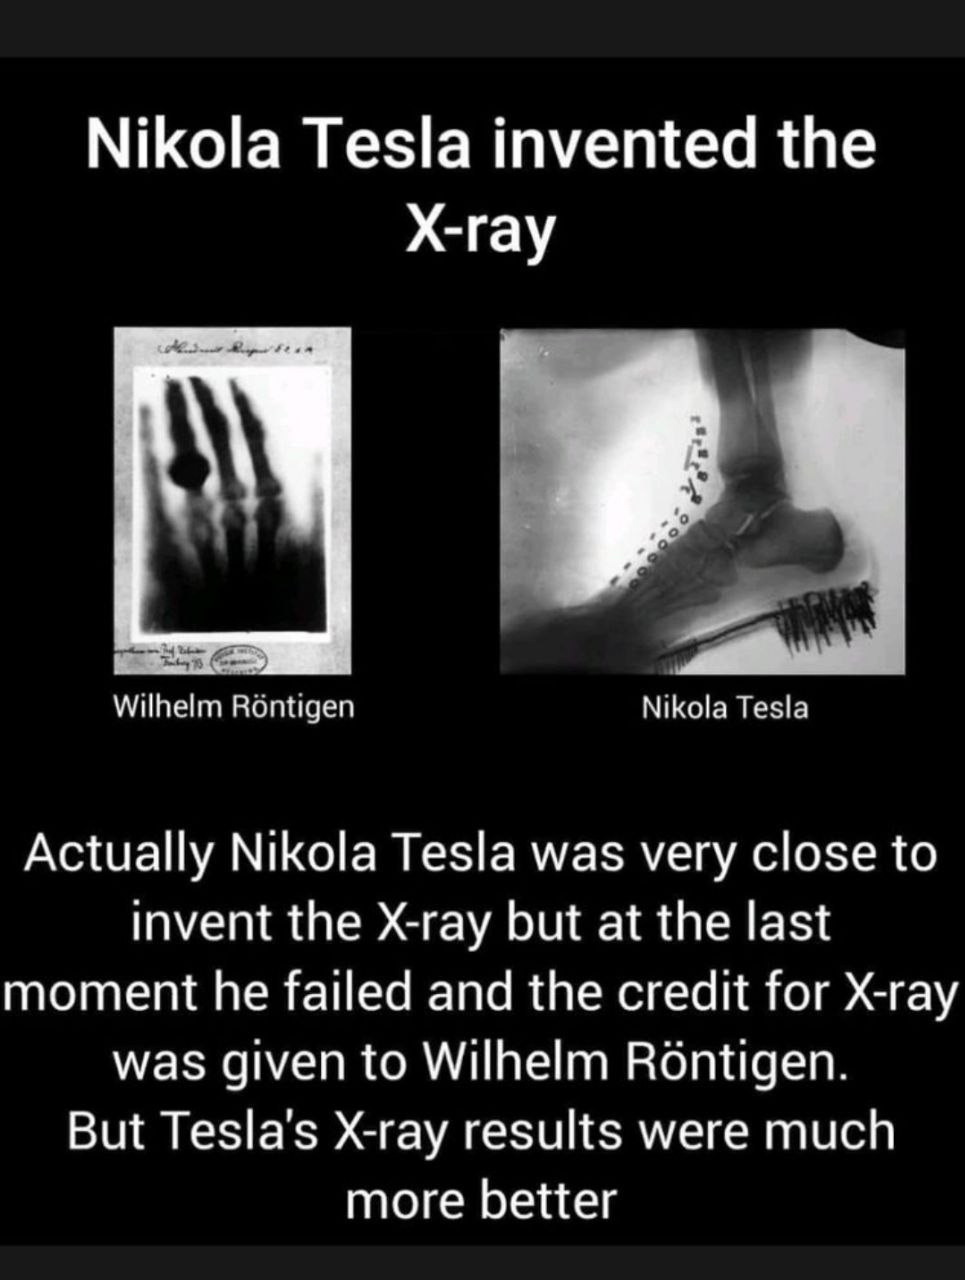 Nikola Tesla invented the
X-ray
Wilhelm Röntigen
Nikola Tesla
Actually Nikola Tesla was very close to
invent the X-ray but at the last
moment he failed and the credit for X-ray
was given to Wilhelm Röntigen.
But Tesla's X-ray results were much
more better